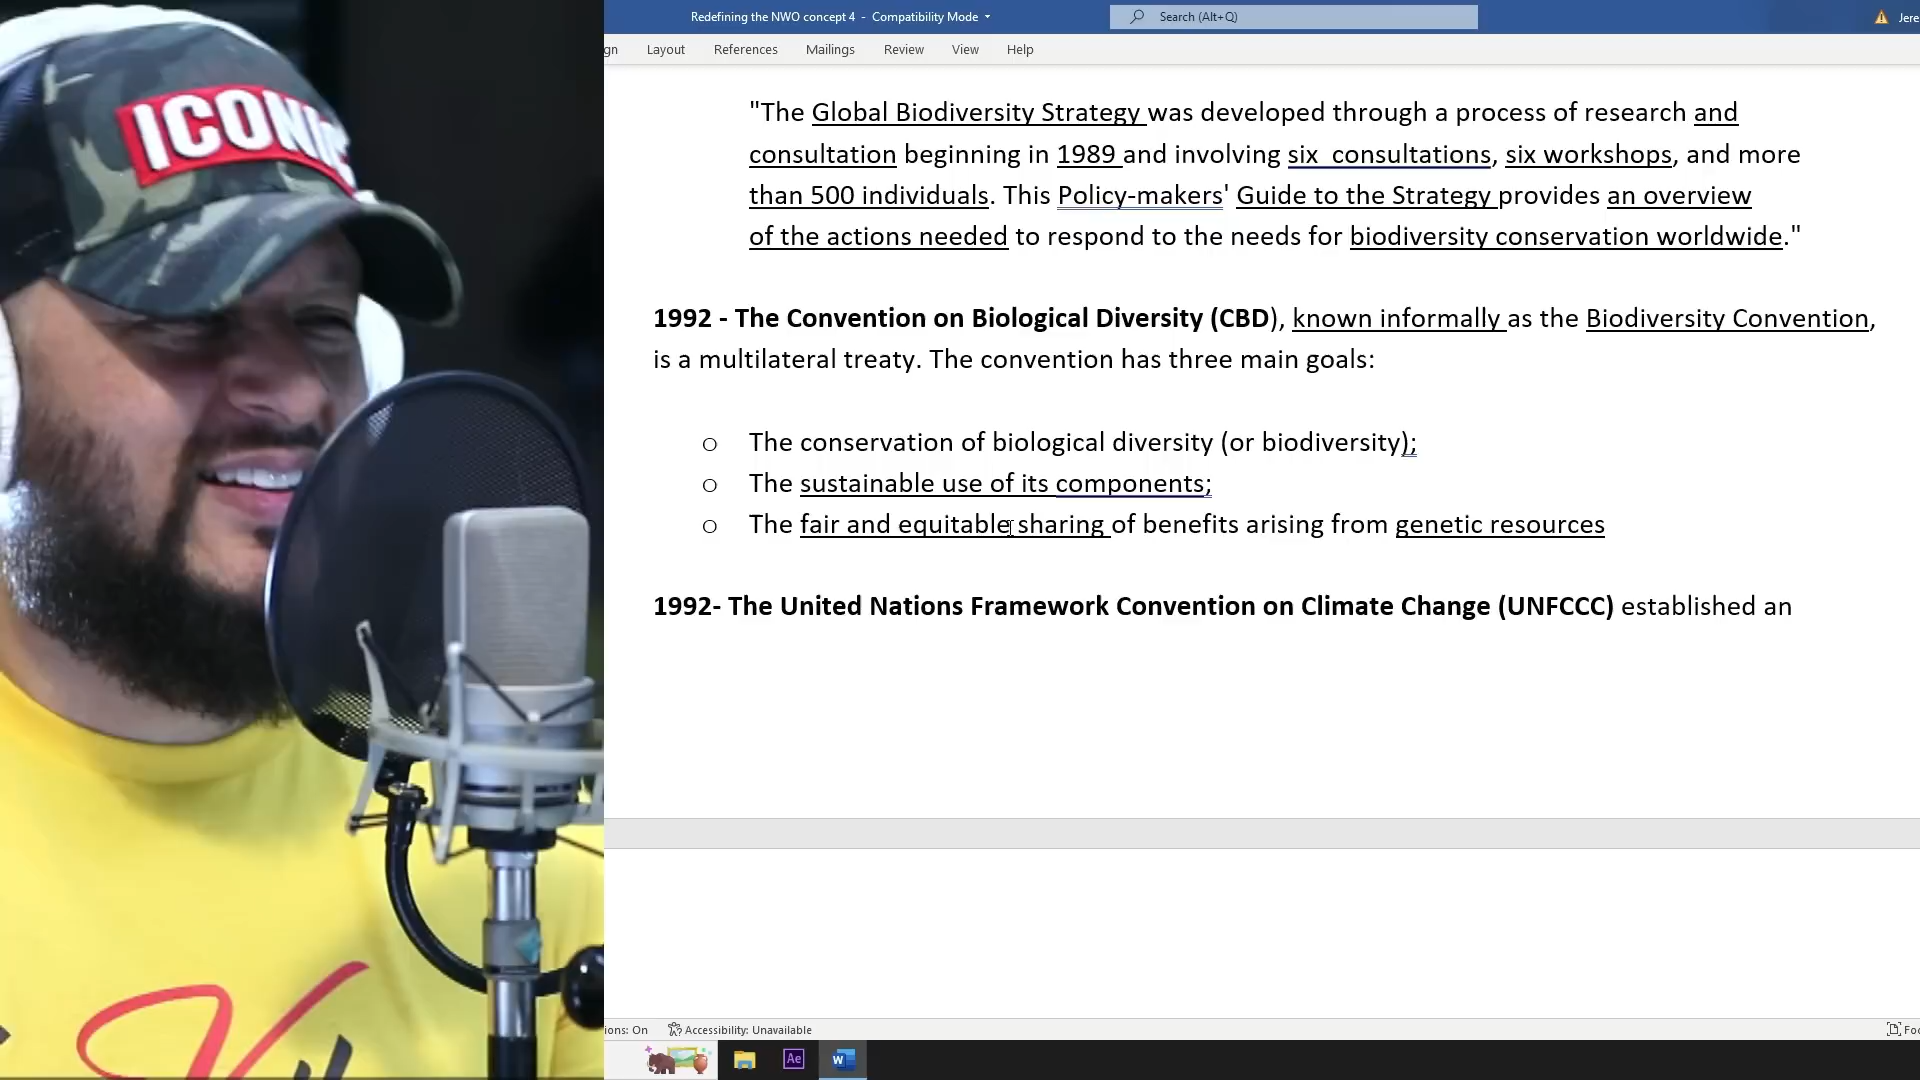 Redefining the NWO concept 4 - Compatibility Mode
Search (Alt+Q)
Jere
gn Layout References Mailings Review View Help
ICONIC
"The Global Biodiversity Strategy was developed through a process of research and
consultation beginning in 1989 and involving six consultations, six workshops, and more
than 500 individuals. This Policy-makers' Guide to the Strategy provides an overview
of the actions needed to respond to the needs for biodiversity conservation worldwide."
1992 - The Convention on Biological Diversity (CBD), known informally as the Biodiversity Convention,
is a multilateral treaty. The convention has three main goals:
o The conservation of biological diversity (or biodiversity);
o The sustainable use of its components;
o The fair and equitable sharing of benefits arising from genetic resources
1992- The United Nations Framework Convention on Climate Change (UNFCCC) established an
ions: On Accessibility: Unavailable
Foc
Ae
W